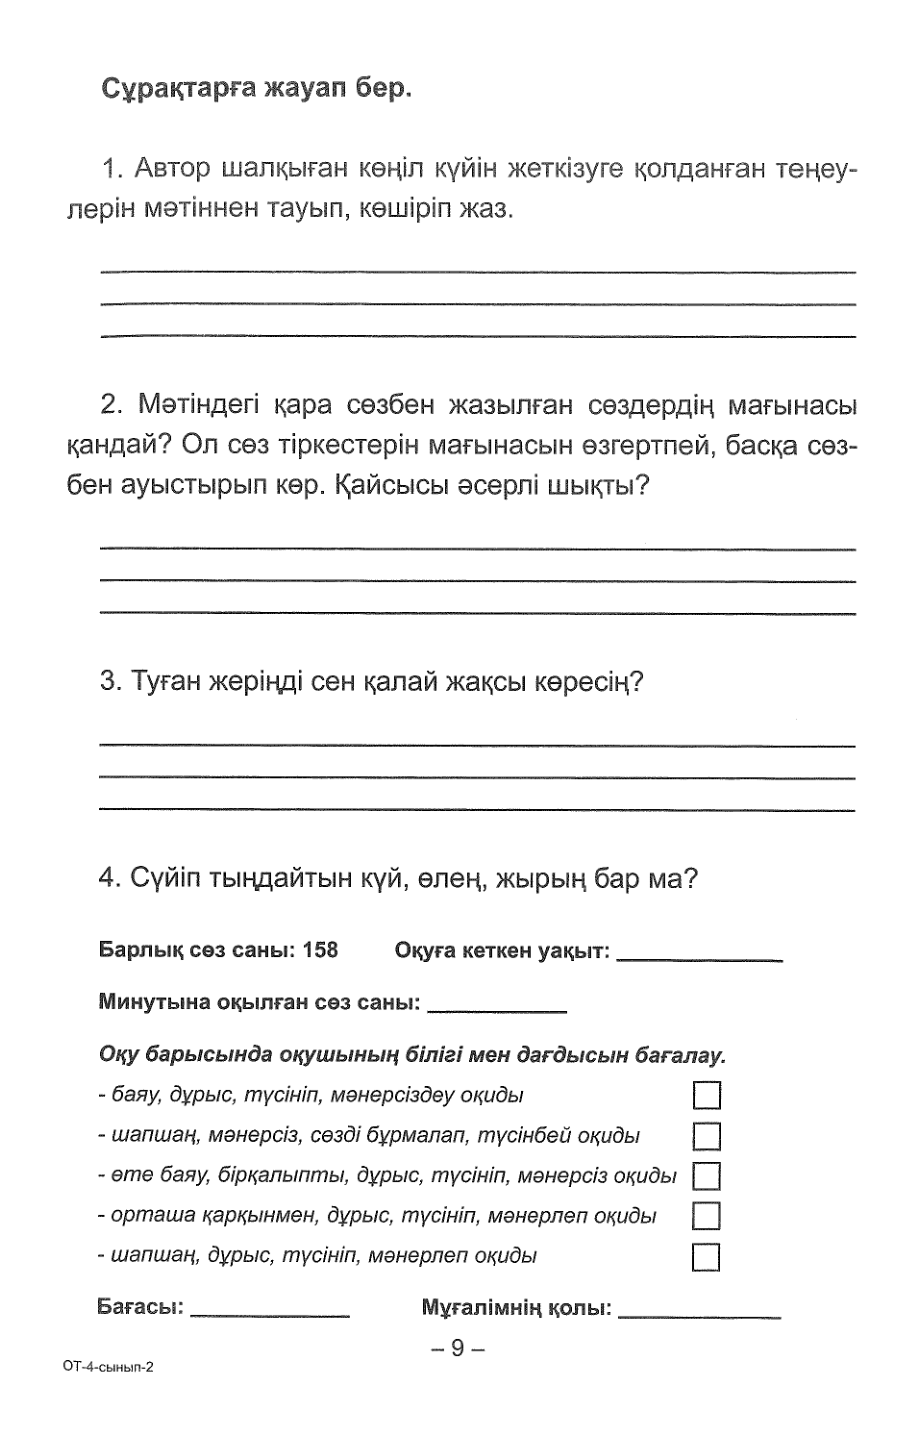 Сұрақтарға жауап бер.
1. Автор шалқыған көңіл күйін жеткізуге қолданған теңеу-
лерін мәтіннен тауып, көшіріп жаз.
2. Мәтіндегі қара сөзбен жазылған сөздердің мағынасы
қандай? Ол сөз тіркестерін мағынасын өзгертпей, басқа сөз-
бен ауыстырып көр. Қайсысы әсерлі шықты?
3. Туған жеріңді сен қалай жақсы көресің?
4. Сүйіп тыңдайтын күй, өлең, жырың бар ма?
Барлық сөз саны: 158 Оқуға кеткен уақыт:
Минутына оқылған сөз саны:
Оқу барысында оқушының білігі мен дағдысын бағалау.
- баяу, дұрыс, түсініп, мәнерсіздеу оқиды
- шапшаң, мәнерсіз, сөзді бұрмалап, түсінбей оқиды
- өте баяу, бірқалыпты, дұрыс, түсініп, мәнерсіз оқиды
- орташа қарқынмен, дұрыс, түсініп, мәнерлеп оқиды
- шапшаң, дұрыс, түсініп, мәнерлеп оқиды
Бағасы: Мұғалімнің қолы:
– 9 –
ОТ-4-сынып-2